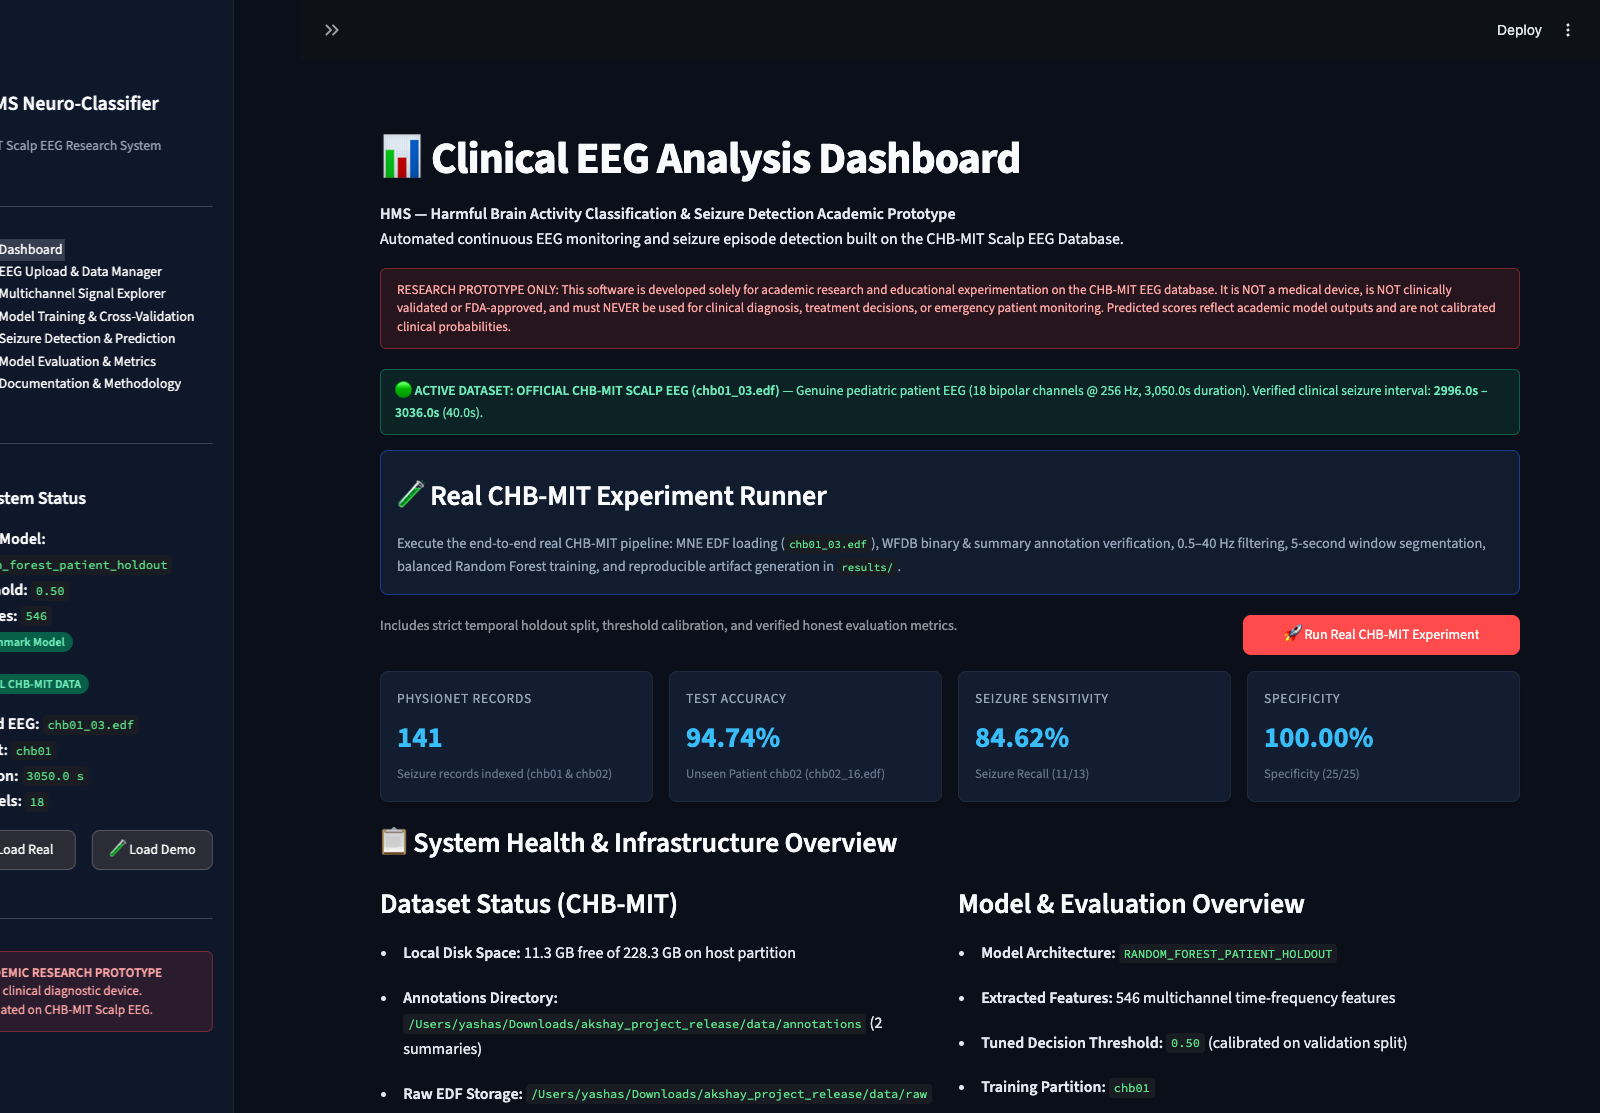 Deploy
MS Neuro-Classifier
T Scalp EEG Research System
Dashboard
EEG Upload & Data Manager
Multichannel Signal Explorer
Model Training & Cross-Validation
Seizure Detection & Prediction
Model Evaluation & Metrics
Documentation & Methodology
stem Status
Model:
_forest_patient_holdout
old: 0.50
es: 546
hmark Model
L CHB-MIT DATA
d EEG: chb01_03.edf
t: chb01
on: 3050.0 s
els: 18
Load Real
Load Demo
DEMIC RESEARCH PROTOTYPE
clinical diagnostic device.
ated on CHB-MIT Scalp EEG.
Clinical EEG Analysis Dashboard
HMS — Harmful Brain Activity Classification & Seizure Detection Academic Prototype
Automated continuous EEG monitoring and seizure episode detection built on the CHB-MIT Scalp EEG Database.
RESEARCH PROTOTYPE ONLY: This software is developed solely for academic research and educational experimentation on the CHB-MIT EEG database. It is NOT a medical device, is NOT clinically
validated or FDA-approved, and must NEVER be used for clinical diagnosis, treatment decisions, or emergency patient monitoring. Predicted scores reflect academic model outputs and are not calibrated
clinical probabilities.
ACTIVE DATASET: OFFICIAL CHB-MIT SCALP EEG (chb01_03.edf) — Genuine pediatric patient EEG (18 bipolar channels @ 256 Hz, 3,050.0s duration). Verified clinical seizure interval: 2996.0s –
3036.0s (40.0s).
Real CHB-MIT Experiment Runner
Execute the end-to-end real CHB-MIT pipeline: MNE EDF loading ( chb01_03.edf ), WFDB binary & summary annotation verification, 0.5–40 Hz filtering, 5-second window segmentation,
balanced Random Forest training, and reproducible artifact generation in results/ .
Includes strict temporal holdout split, threshold calibration, and verified honest evaluation metrics.
Run Real CHB-MIT Experiment
PHYSIONET RECORDS
141
Seizure records indexed (chb01 & chb02)
TEST ACCURACY
94.74%
Unseen Patient chb02 (chb02_16.edf)
SEIZURE SENSITIVITY
84.62%
Seizure Recall (11/13)
SPECIFICITY
100.00%
Specificity (25/25)
System Health & Infrastructure Overview
Dataset Status (CHB-MIT)
• Local Disk Space: 11.3 GB free of 228.3 GB on host partition
• Annotations Directory:
/Users/yashas/Downloads/akshay_project_release/data/annotations (2
summaries)
• Raw EDF Storage: /Users/yashas/Downloads/akshay_project_release/data/raw
Model & Evaluation Overview
• Model Architecture: RANDOM_FOREST_PATIENT_HOLDOUT
• Extracted Features: 546 multichannel time-frequency features
• Tuned Decision Threshold: 0.50 (calibrated on validation split)
• Training Partition: chb01